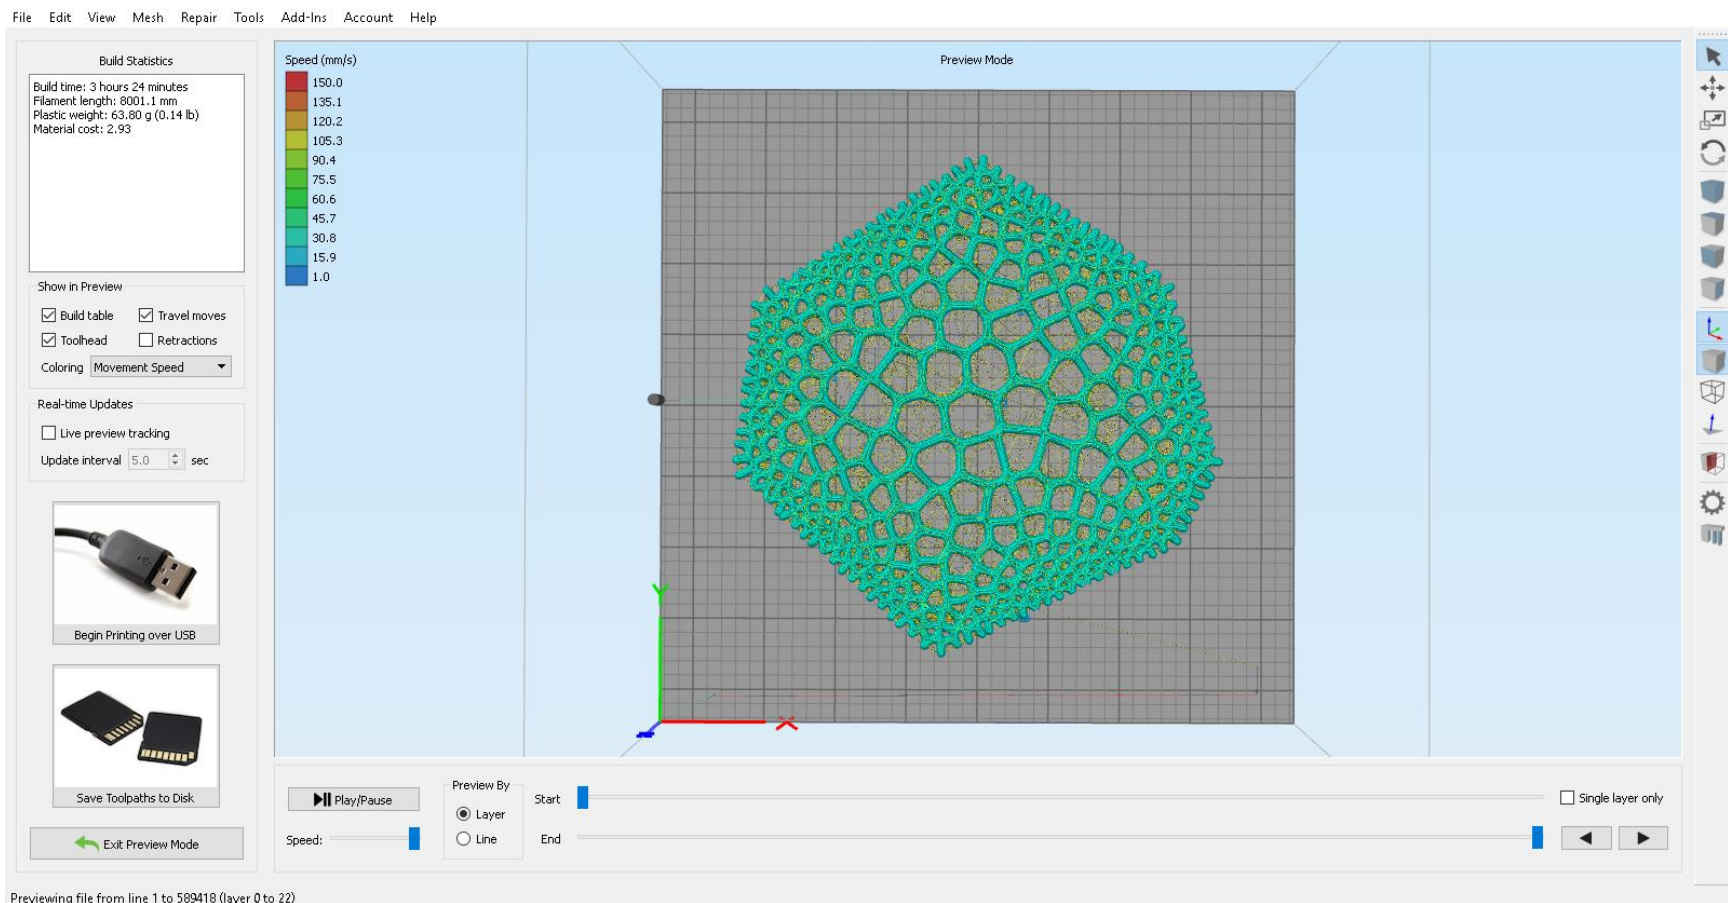 File Edit View Mesh Repair Tools Add-Ins Account Help
Build Statistics
Build time: 3 hours 24 minutes
Filament length: 8001.1 mm
Plastic weight: 63.80 g (0.14 lb)
Material cost: 2.93
Show in Preview
Build table
Travel moves
Toolhead
Retractions
Coloring Movement Speed
Real-time Updates
Live preview tracking
Update interval 5.0 sec
Begin Printing over USB
Save Toolpaths to Disk
Exit Preview Mode
Speed (mm/s)
150.0
135.1
120.2
105.3
90.4
75.5
60.6
45.7
30.8
15.9
1.0
Preview Mode
Y
X
Play/Pause
Speed:
Preview By
Layer
Line
Start
End
Single layer only
Previewing file from line 1 to 589418 (layer 0 to 22)